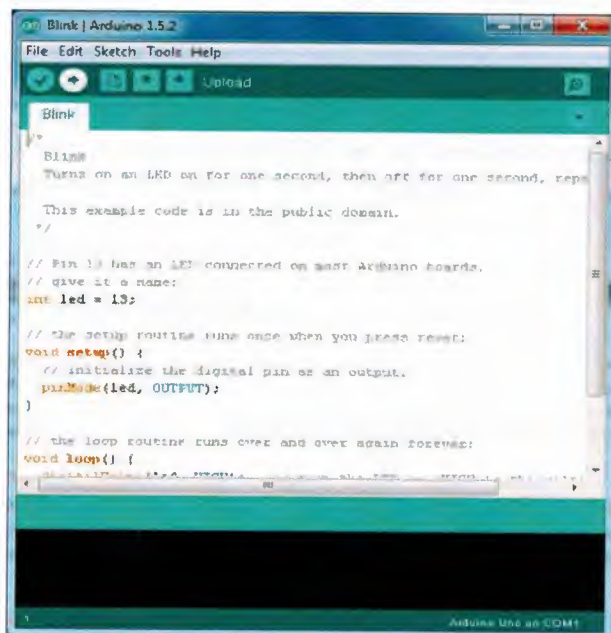 Blink | Arduino 1.5.2
File Edit Sketch Tools Help
Upload
Blink
/*
Blink
Turns on an LED on for one second, then off for one second, repe
This example code is in the public domain.
*/
// Pin 13 has an LED connected on most Arduino boards.
// give it a name:
int led = 13;
// the setup routine runs once when you press reset:
void setup() {
// initialize the digital pin as an output.
pinMode(led, OUTPUT);
}
// the loop routine runs over and over again forever:
void loop() {
1
Arduino Uno on COM1